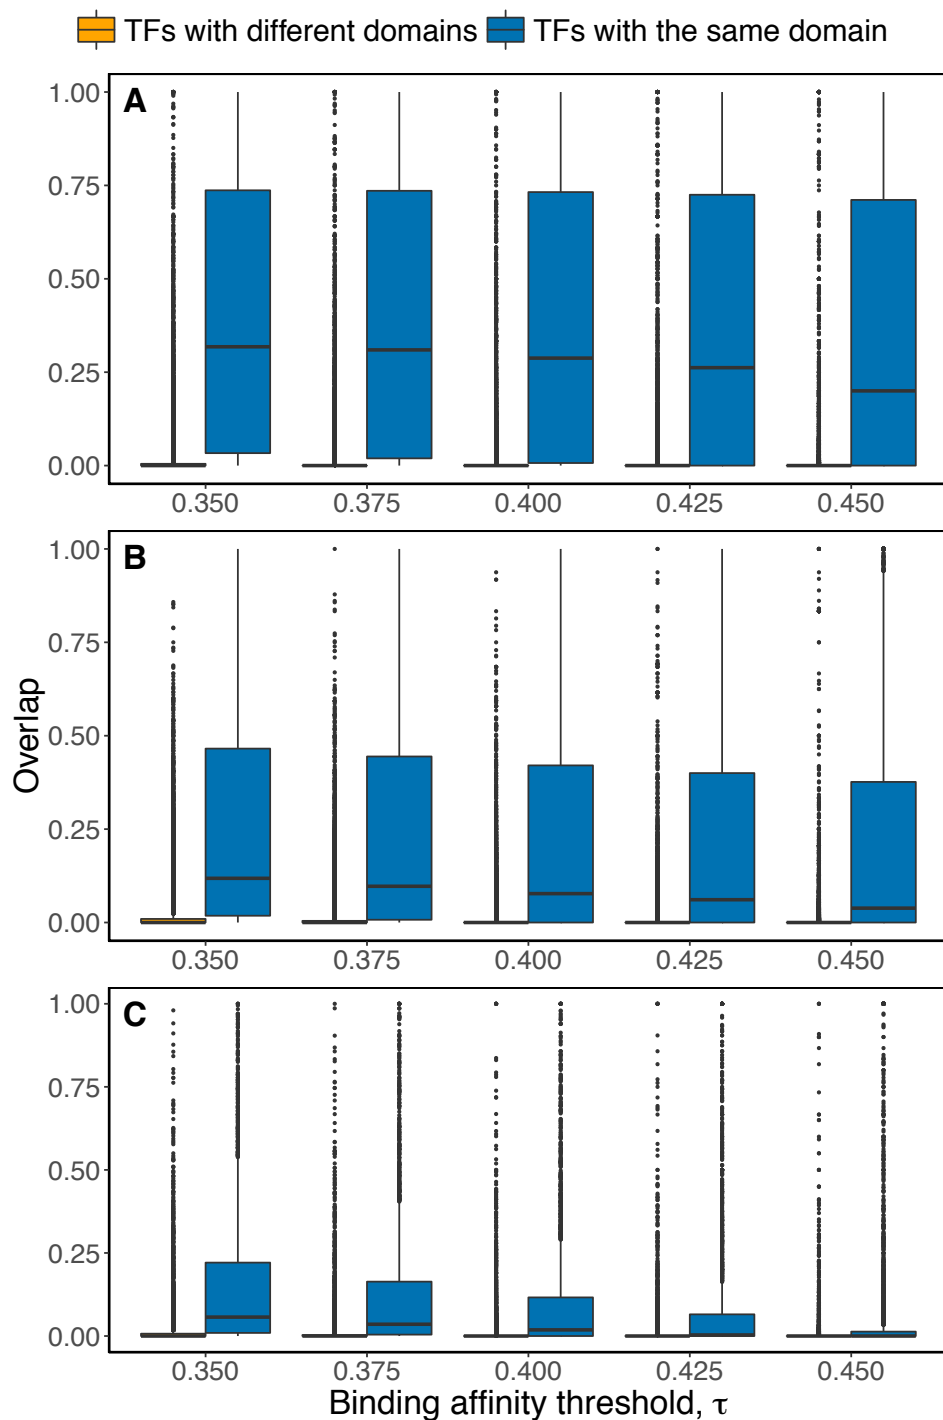 TFs with different domains TFs with the same domain
A
1.00
0.75
0.50
0.25
0.00
0.350 0.375 0.400 0.425 0.450
B
1.00
0.75
0.50
0.25
0.00
0.350 0.375 0.400 0.425 0.450
C
1.00
0.75
0.50
0.25
0.00
0.350 0.375 0.400 0.425 0.450
Overlap
Binding affinity threshold, τ